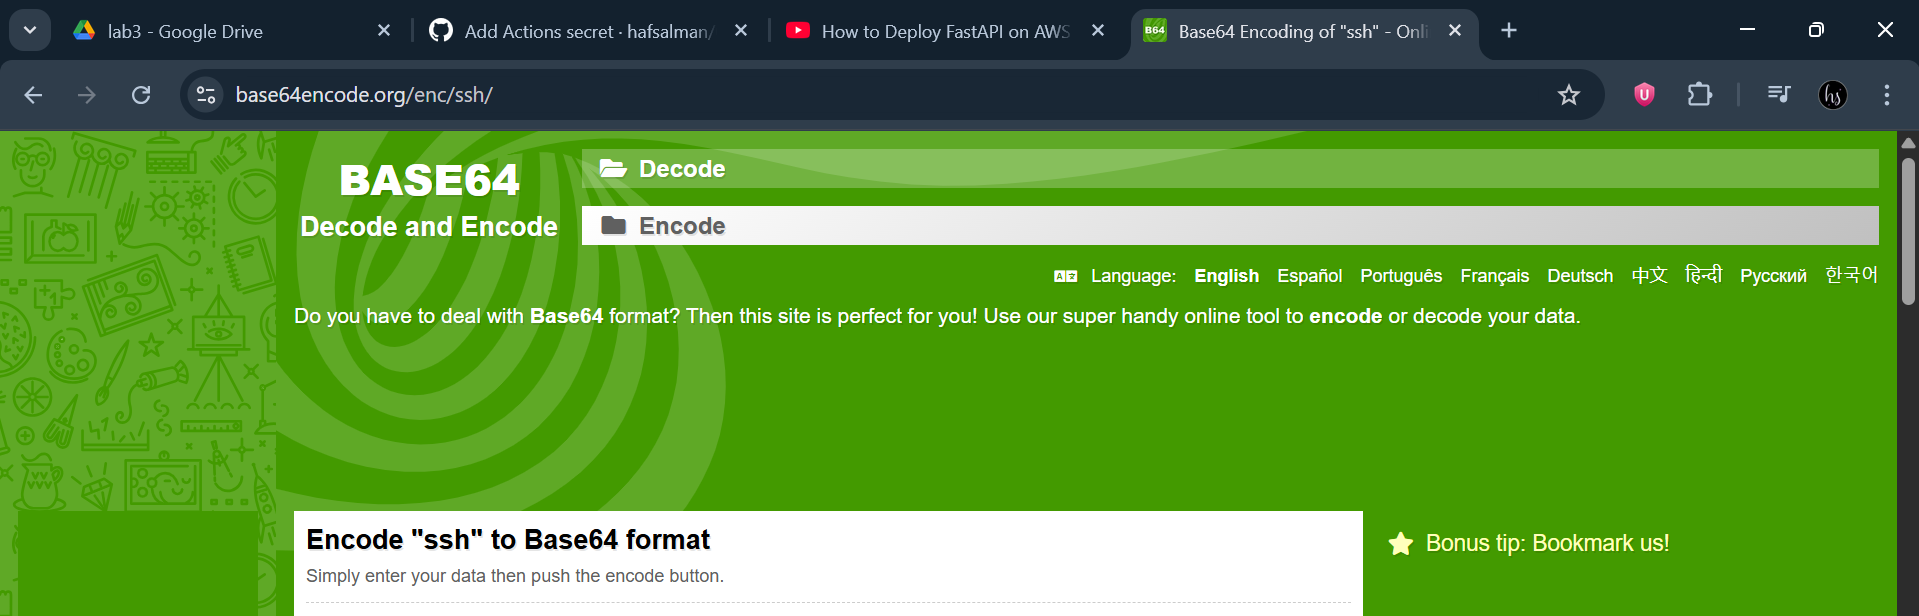 lab3 - Google Drive
Add Actions secret · hafsalman/
How to Deploy FastAPI on AWS
B64
Base64 Encoding of "ssh" - Onli
base64encode.org/enc/ssh/
hs
BASE64
Decode and Encode
Decode
Encode
Language: English Español Português Français Deutsch 中文 हिन्दी Русский 한국어
Do you have to deal with Base64 format? Then this site is perfect for you! Use our super handy online tool to encode or decode your data.
Encode "ssh" to Base64 format
Simply enter your data then push the encode button.
Bonus tip: Bookmark us!